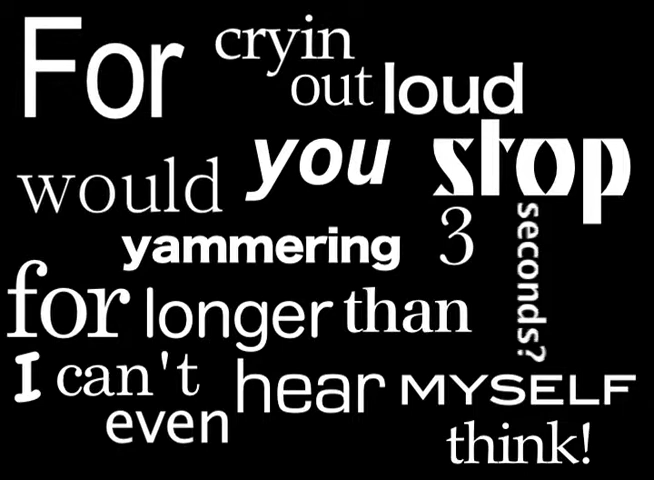 For cryin
out loud
would you stop
yammering
for longer than 3
seconds?
I can't
even hear MYSELF
think!